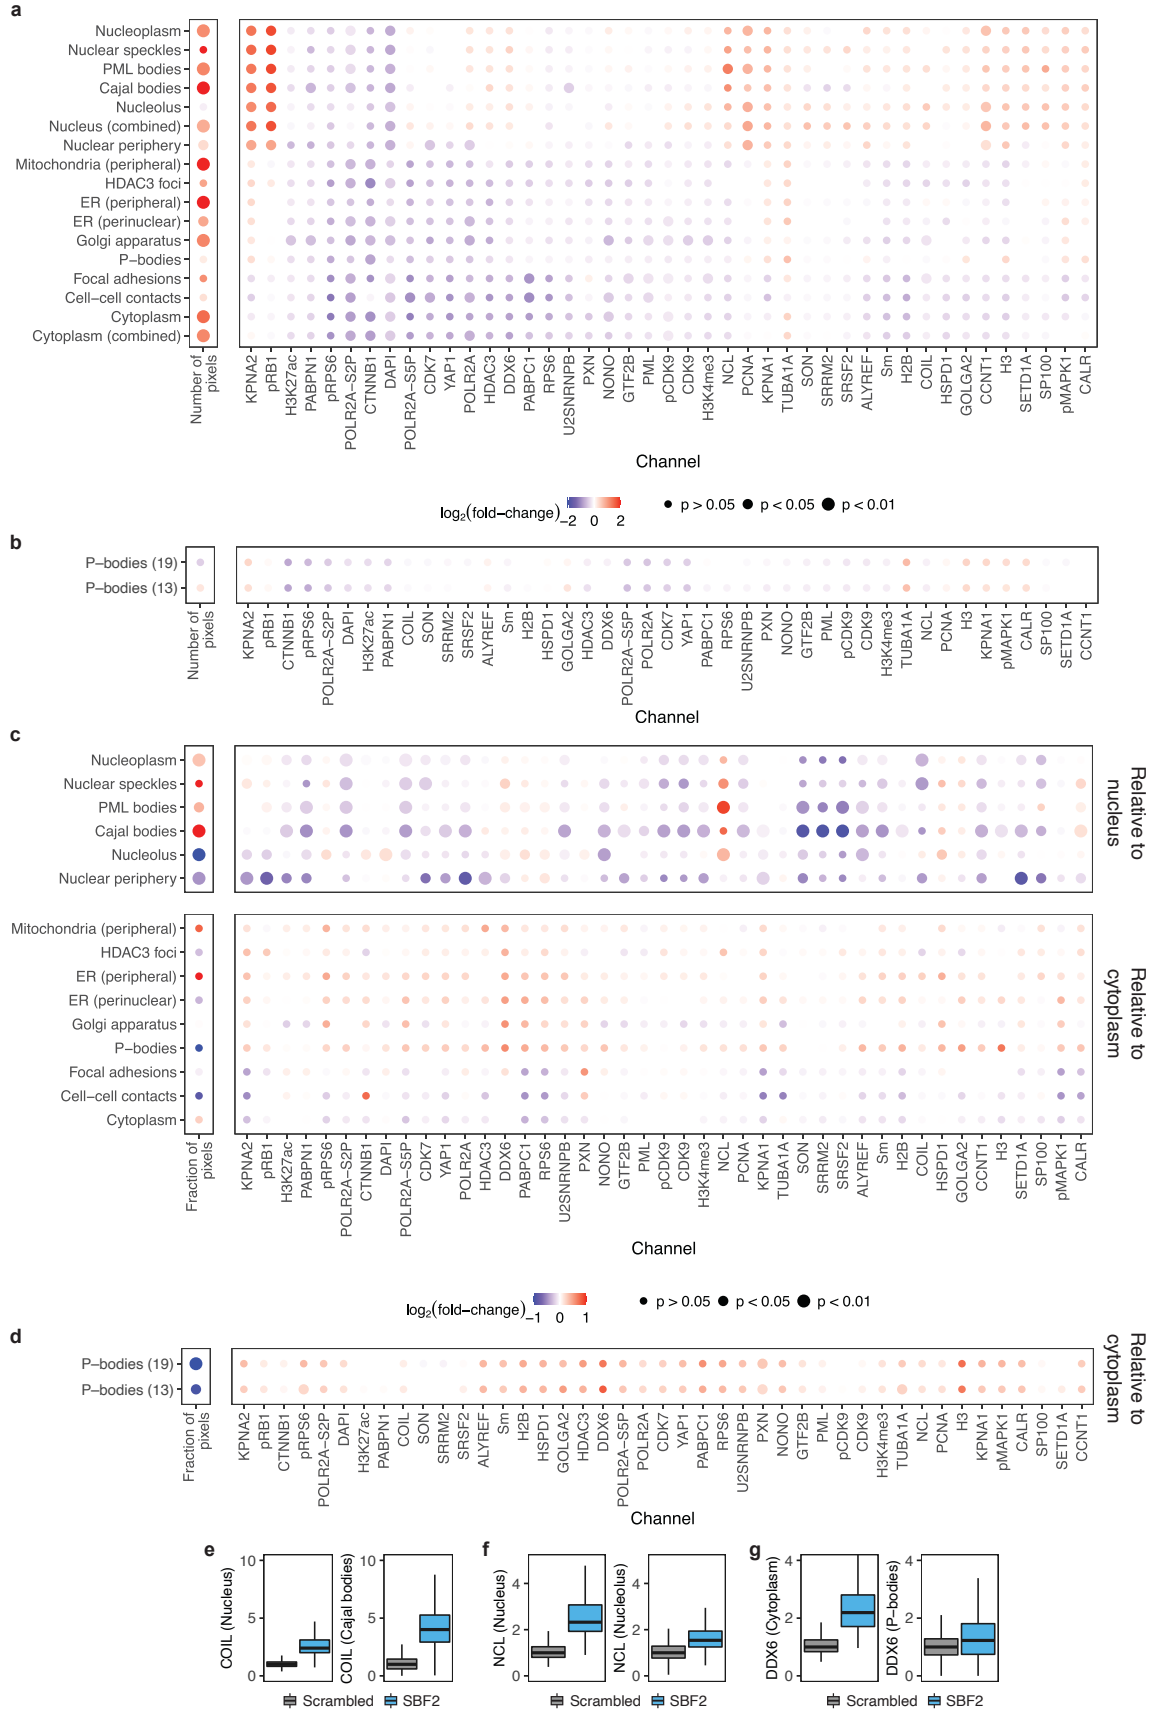 a
Nucleoplasm
Nuclear speckles
PML bodies
Cajal bodies
Nucleolus
Nucleus (combined)
Nuclear periphery
Mitochondria (peripheral)
HDAC3 foci
ER (peripheral)
ER (perinuclear)
Golgi apparatus
P−bodies
Focal adhesions
Cell−cell contacts
Cytoplasm
Cytoplasm (combined)
Number of
pixels
KPNA2
pRB1
H3K27ac
PABPN1
pRPS6
POLR2A−S2P
CTNNB1
DAPI
POLR2A−S5P
CDK7
YAP1
POLR2A
HDAC3
DDX6
PABPC1
RPS6
U2SNRNPB
PXN
NONO
GTF2B
PML
pCDK9
CDK9
H3K4me3
NCL
PCNA
KPNA1
TUBA1A
SON
SRRM2
SRSF2
ALYREF
Sm
H2B
COIL
HSPD1
GOLGA2
CCNT1
H3
SETD1A
SP100
pMAPK1
CALR
Channel
log2(fold−change) −2 0 2
p > 0.05 p < 0.05 p < 0.01
b
P−bodies (19)
P−bodies (13)
Number of
pixels
KPNA2
pRB1
CTNNB1
pRPS6
POLR2A−S2P
DAPI
H3K27ac
PABPN1
COIL
SON
SRRM2
SRSF2
ALYREF
Sm
H2B
HSPD1
GOLGA2
HDAC3
DDX6
POLR2A−S5P
POLR2A
CDK7
YAP1
PABPC1
RPS6
U2SNRNPB
PXN
NONO
GTF2B
PML
pCDK9
CDK9
H3K4me3
TUBA1A
NCL
PCNA
H3
KPNA1
pMAPK1
CALR
SP100
SETD1A
CCNT1
Channel
c
Nucleoplasm
Nuclear speckles
PML bodies
Cajal bodies
Nucleolus
Nuclear periphery
Relative to
nucleus
Mitochondria (peripheral)
HDAC3 foci
ER (peripheral)
ER (perinuclear)
Golgi apparatus
P−bodies
Focal adhesions
Cell−cell contacts
Cytoplasm
Relative to
cytoplasm
Fraction of
pixels
KPNA2
pRB1
H3K27ac
PABPN1
pRPS6
POLR2A−S2P
CTNNB1
DAPI
POLR2A−S5P
CDK7
YAP1
POLR2A
HDAC3
DDX6
PABPC1
RPS6
U2SNRNPB
PXN
NONO
GTF2B
PML
pCDK9
CDK9
H3K4me3
NCL
PCNA
KPNA1
TUBA1A
SON
SRRM2
SRSF2
ALYREF
Sm
H2B
COIL
HSPD1
GOLGA2
CCNT1
H3
SETD1A
SP100
pMAPK1
CALR
Channel
log2(fold−change) −1 0 1
p > 0.05 p < 0.05 p < 0.01
d
P−bodies (19)
P−bodies (13)
Relative to
cytoplasm
Fraction of
pixels
KPNA2
pRB1
CTNNB1
pRPS6
POLR2A−S2P
DAPI
H3K27ac
PABPN1
COIL
SON
SRRM2
SRSF2
ALYREF
Sm
H2B
HSPD1
GOLGA2
HDAC3
DDX6
POLR2A−S5P
POLR2A
CDK7
YAP1
PABPC1
RPS6
U2SNRNPB
PXN
NONO
GTF2B
PML
pCDK9
CDK9
H3K4me3
TUBA1A
NCL
PCNA
H3
KPNA1
pMAPK1
CALR
SP100
SETD1A
CCNT1
Channel
e
COIL (Nucleus)
10
5
0
COIL (Cajal bodies)
10
5
0
Scrambled SBF2
f
NCL (Nucleus)
4
2
0
NCL (Nucleolus)
4
2
0
Scrambled SBF2
g
DDX6 (Cytoplasm)
4
2
0
DDX6 (P−bodies)
4
2
0
Scrambled SBF2